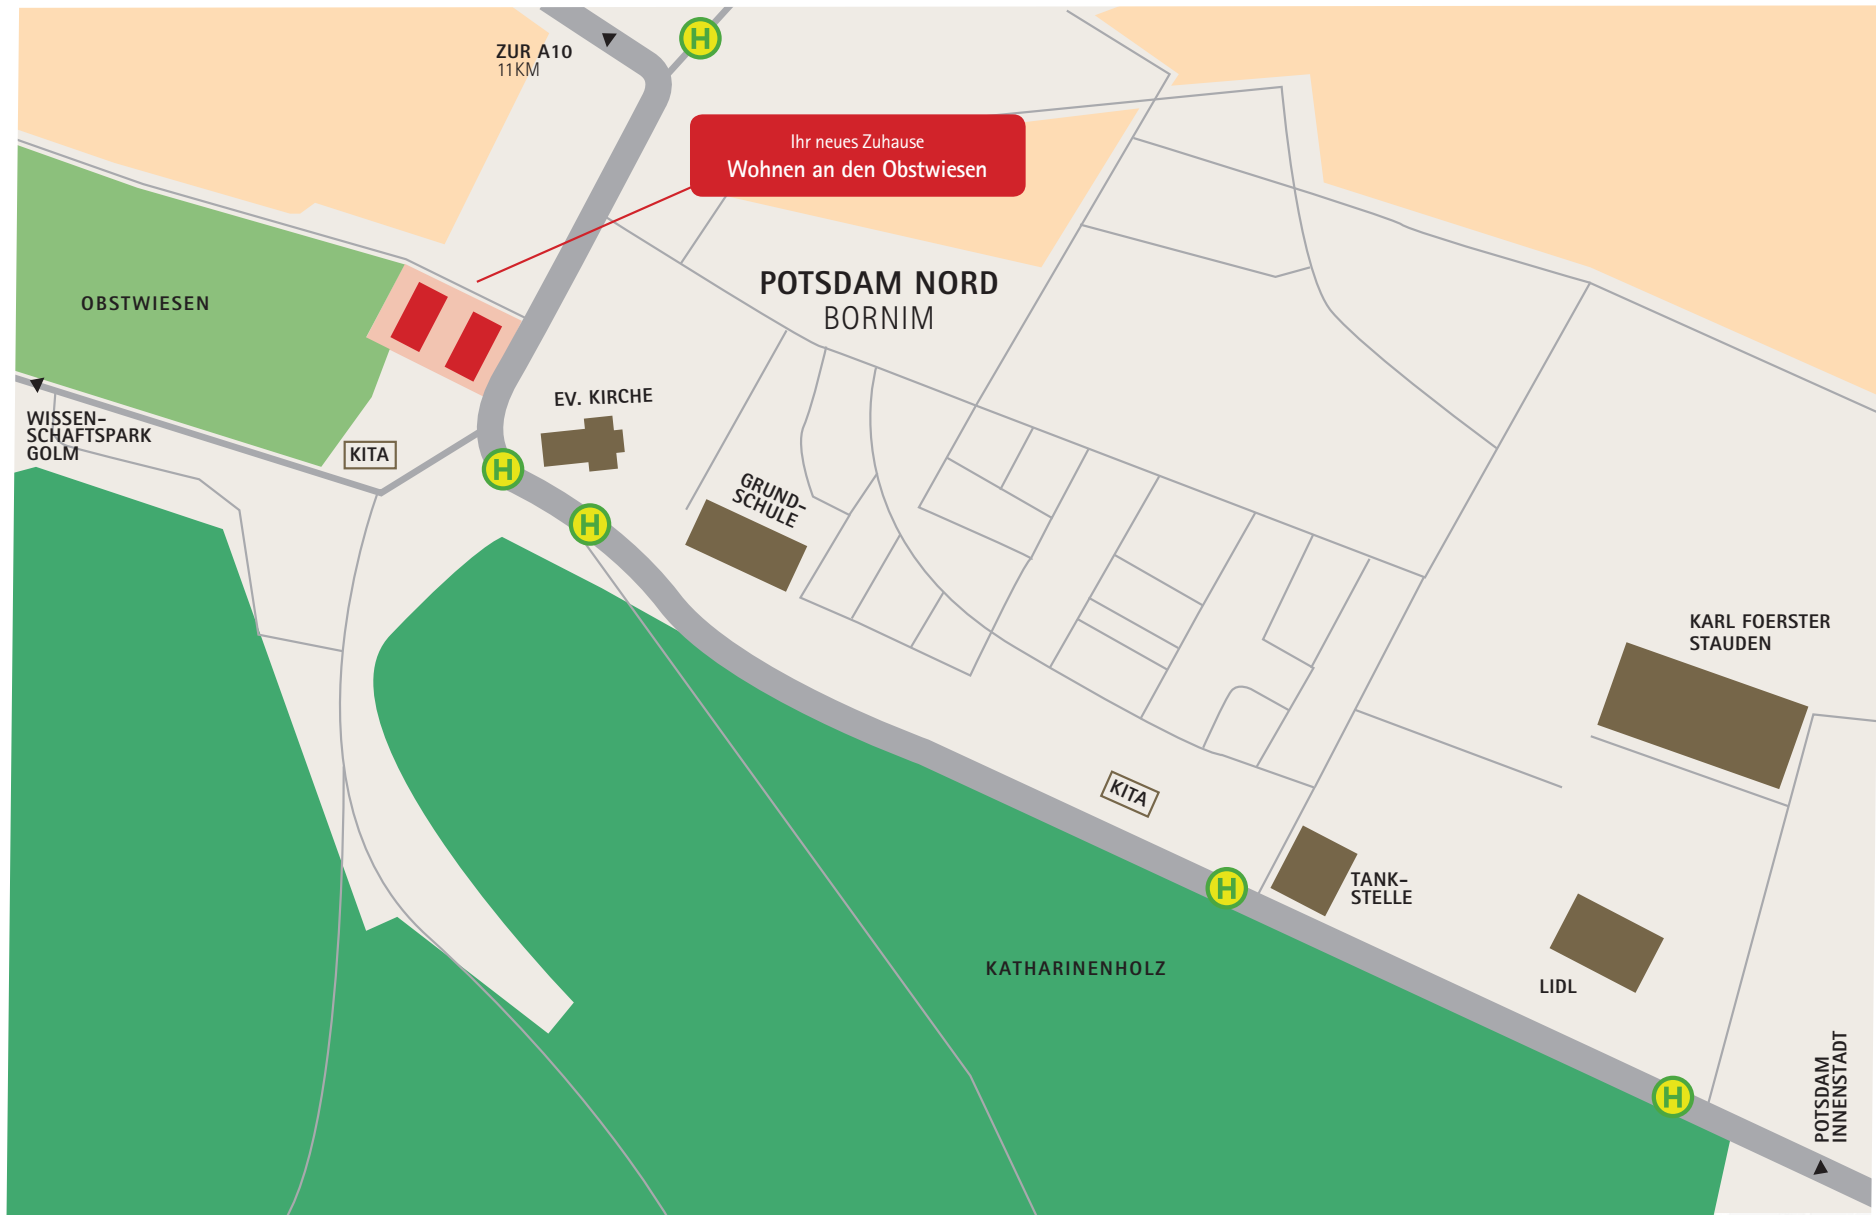 ZUR A10
11KM
H
Ihr neues Zuhause
Wohnen an den Obstwiesen
POTSDAM NORD
BORNIM
OBSTWIESEN
EV. KIRCHE
WISSEN-
SCHAFTSPARK
GOLM
KITA
H
H
GRUND-
SCHULE
KARL FOERSTER
STAUDEN
KITA
H
TANK-
STELLE
KATHARINENHOLZ
LIDL
H
POTSDAM
INNENSTADT